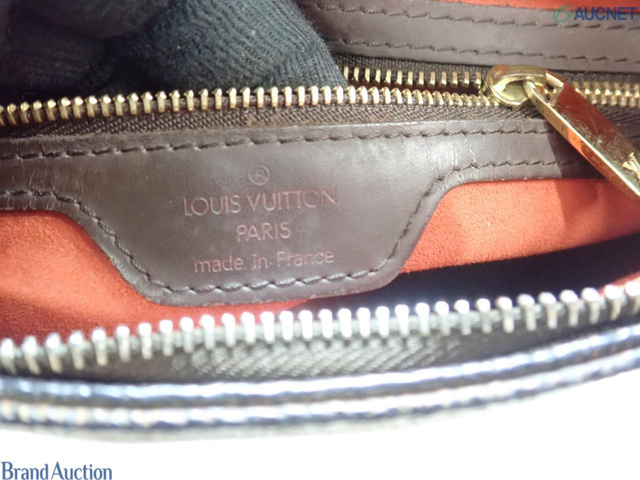 AUCNET
®
LOUIS VUITTON
PARIS
made in France
Brand Auction